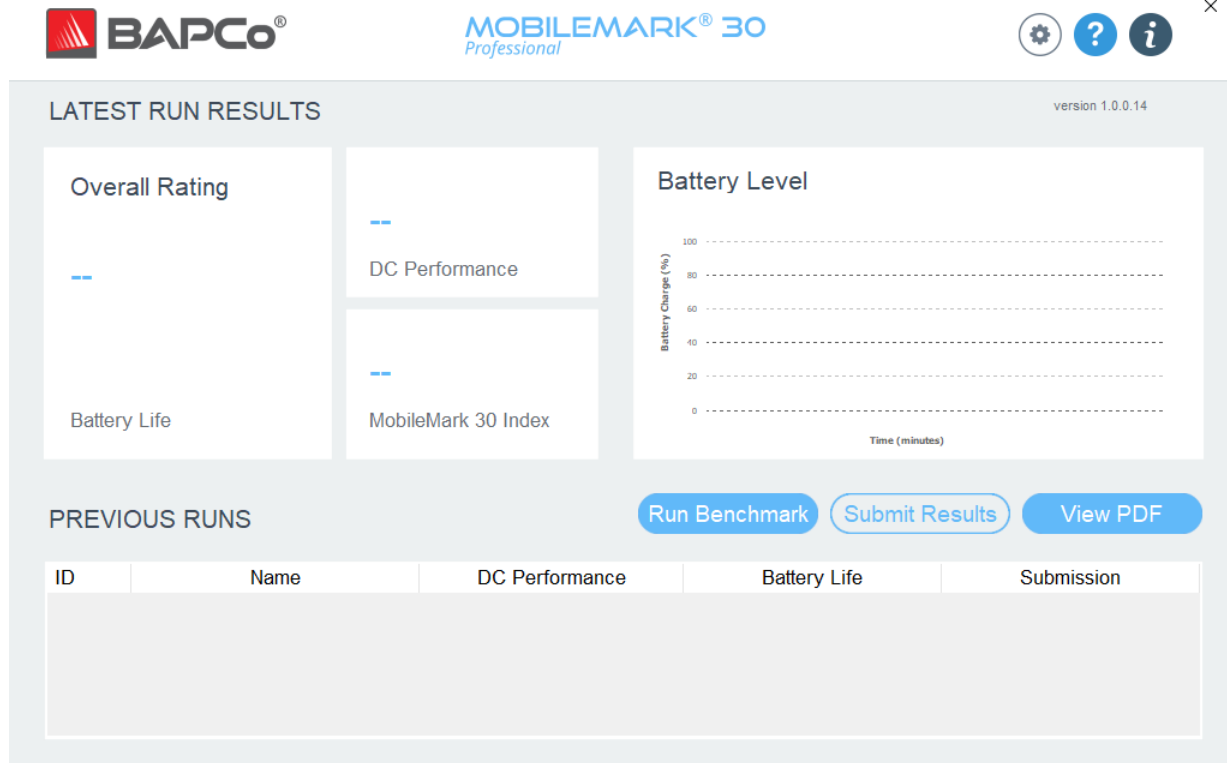 BAPCo®
MOBILEMARK® 30
Professional
?
i
LATEST RUN RESULTS
version 1.0.0.14
Overall Rating
--
Battery Life
--
DC Performance
--
MobileMark 30 Index
Battery Level
Battery Charge (%)
100
80
60
40
20
0
Time (minutes)
PREVIOUS RUNS
Run Benchmark
Submit Results
View PDF
ID Name DC Performance Battery Life Submission